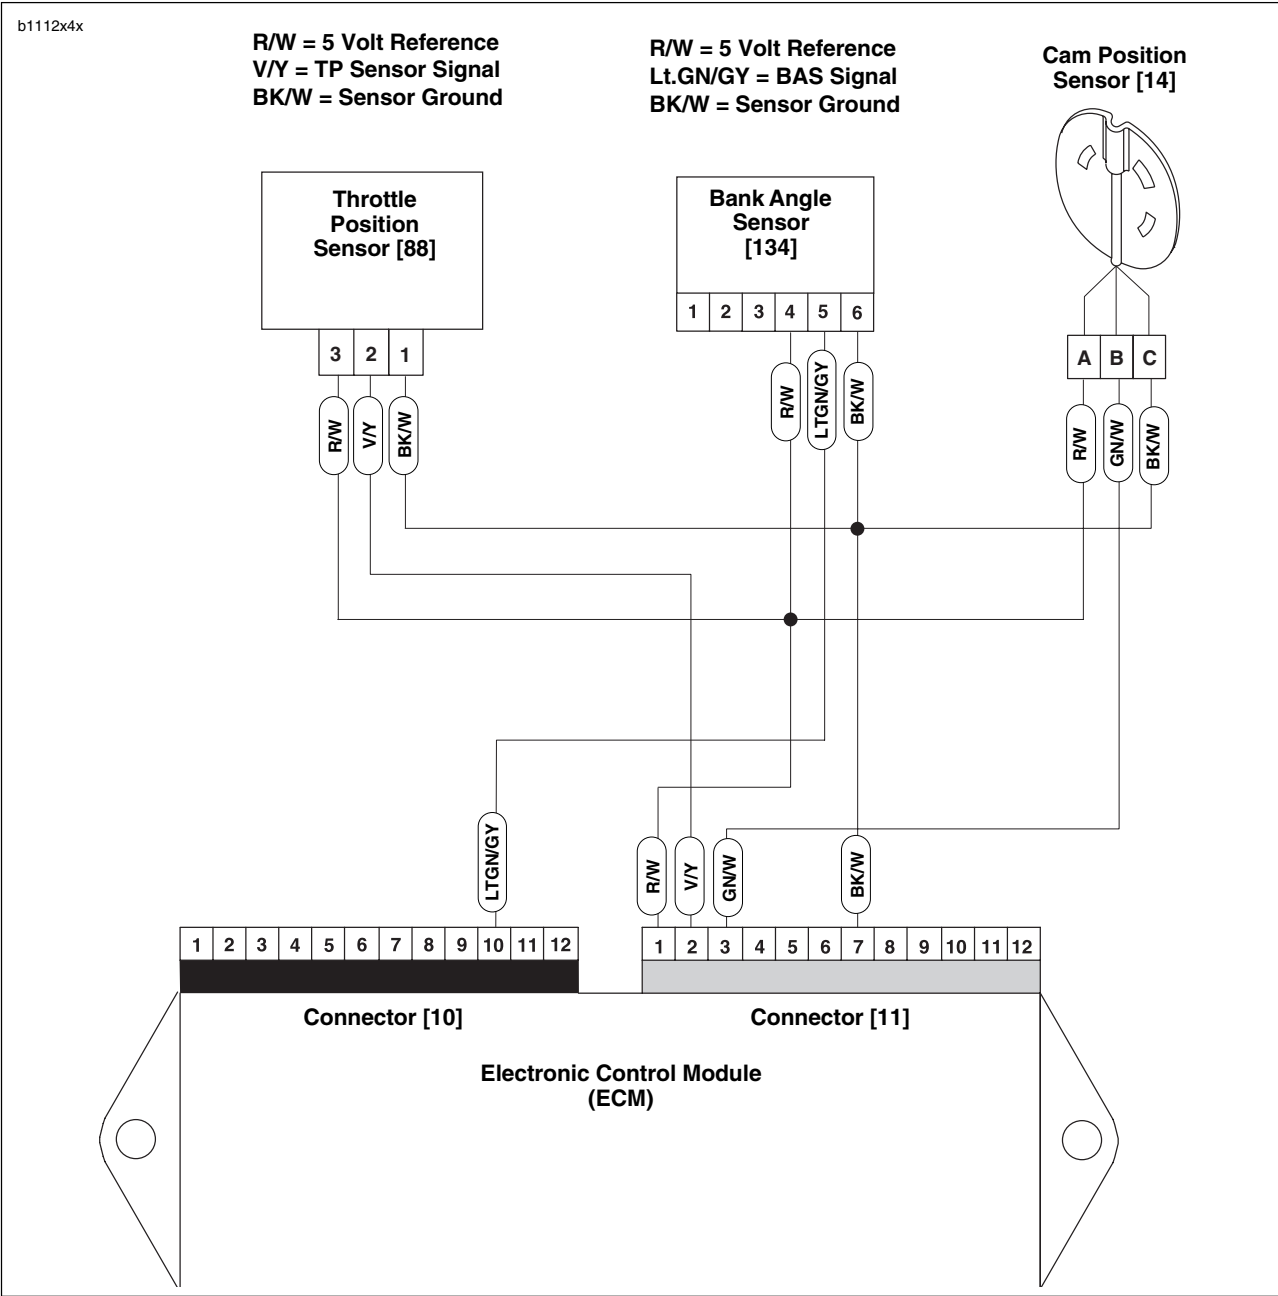 b1112x4x
R/W = 5 Volt Reference
V/Y = TP Sensor Signal
BK/W = Sensor Ground
R/W = 5 Volt Reference
Lt.GN/GY = BAS Signal
BK/W = Sensor Ground
Cam Position
Sensor [14]
Throttle
Position
Sensor [88]
3 2 1
R/W
V/Y
BK/W
Bank Angle
Sensor
[134]
1 2 3 4 5 6
R/W
LTGN/GY
BK/W
A B C
R/W
GN/W
BK/W
LTGN/GY
R/W
V/Y
GN/W
BK/W
1 2 3 4 5 6 7 8 9 10 11 12
1 2 3 4 5 6 7 8 9 10 11 12
Connector [10]
Connector [11]
Electronic Control Module
(ECM)